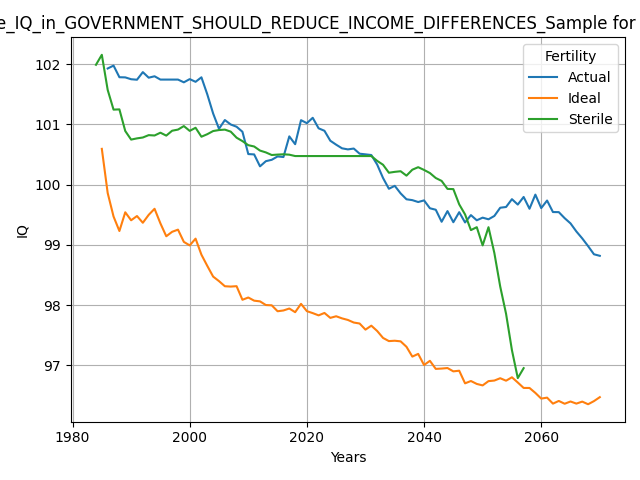 e_IQ_in_GOVERNMENT_SHOULD_REDUCE_INCOME_DIFFERENCES_Sample for
Fertility
Actual
Ideal
Sterile
102
101
100
99
98
97
IQ
1980
2000
2020
2040
2060
Years